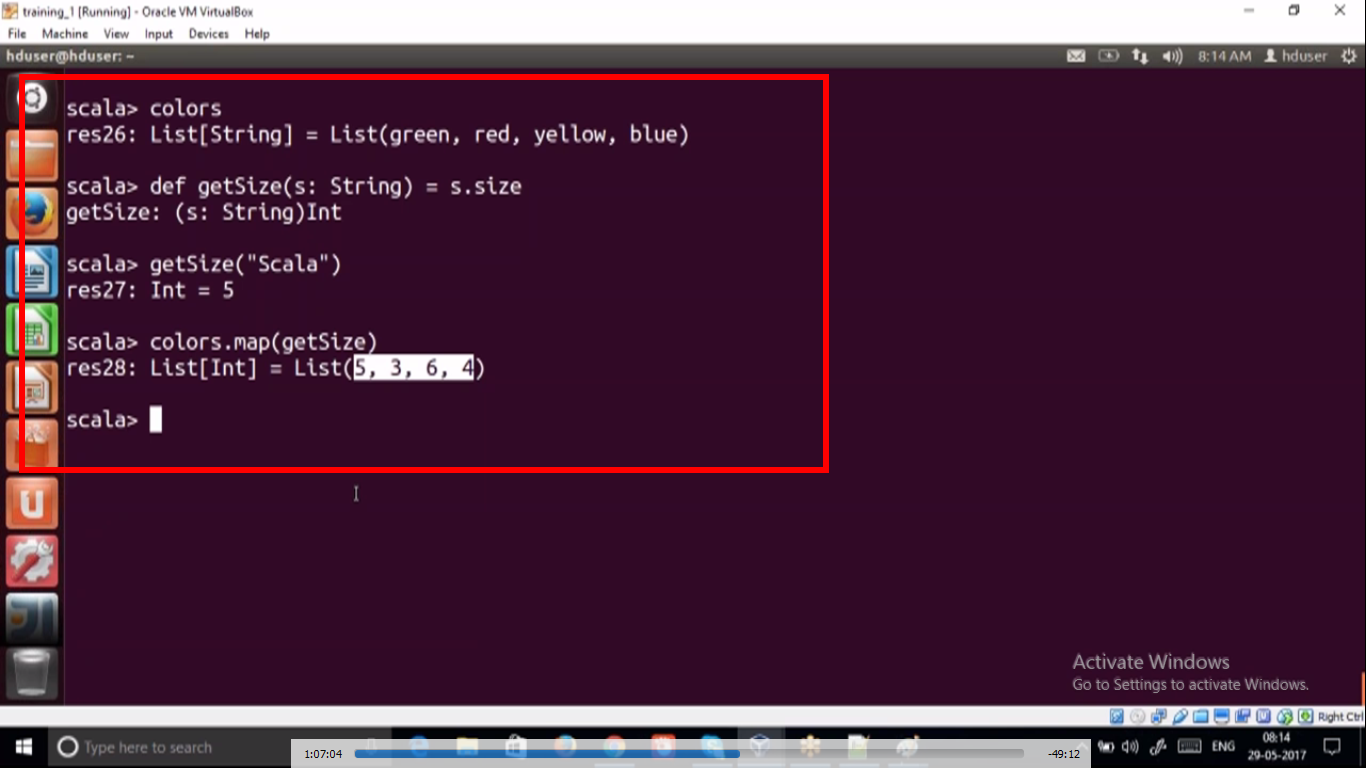 training_1 [Running] - Oracle VM VirtualBox
File Machine View Input Devices Help
hduser@hduser: ~
8:14 AM hduser
scala> colors
res26: List[String] = List(green, red, yellow, blue)
scala> def getSize(s: String) = s.size
getSize: (s: String)Int
scala> getSize("Scala")
res27: Int = 5
scala> colors.map(getSize)
res28: List[Int] = List(5, 3, 6, 4)
scala>
Activate Windows
Go to Settings to activate Windows.
Right Ctrl
Type here to search
1:07:04
-49:12
ENG
08:14
29-05-2017